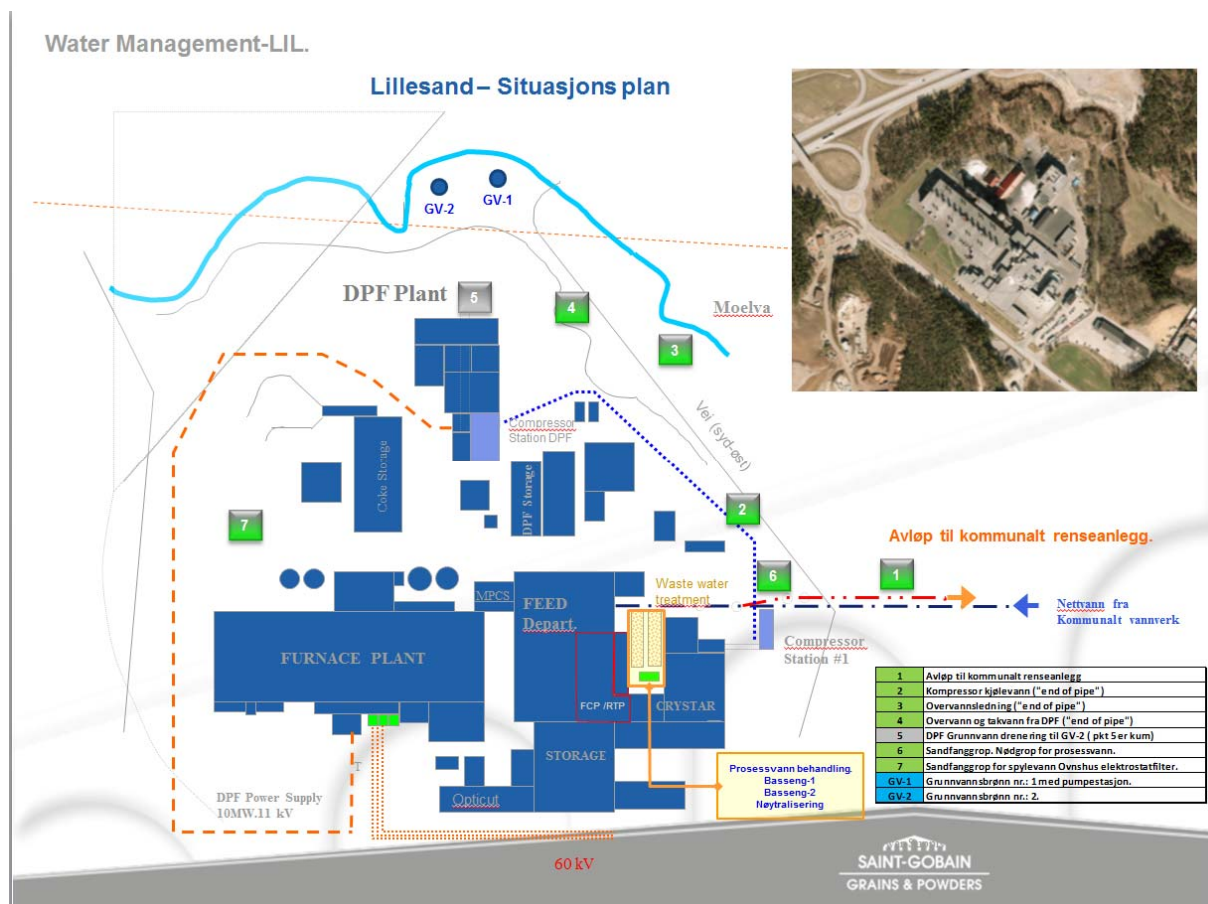 Water Management-LIL.
Lillesand – Situasjons plan
GV-2
GV-1
DPF Plant
5
4
3
Moelva
Vei (syd-øst)
Compressor
Station DPF
Coke Storage
DPF Storage
7
2
6
1
Avløp til kommunalt renseanlegg.
MPCS
FEED
Depart.
Waste water
treatment
Nettvann fra
Kommunalt vannverk
Compressor
Station #1
FURNACE PLANT
FCP /RTP
CRYSTAR
STORAGE
T
Opticut
DPF Power Supply
10MW.11 kV
Prosessvann behandling.
Basseng-1
Basseng-2
Nøytralisering
60 kV
1 Avløp til kommunalt renseanlegg
2 Kompressor kjølevann ("end of pipe")
3 Overvannsledning ("end of pipe")
4 Overvann og takvann fra DPF ("end of pipe")
5 DPF Grunnvann drenering til GV-2 ( pkt 5 er kum)
6 Sandfanggrop. Nødgrop for prosessvann.
7 Sandfanggrop for spylevann Ovnshus elektrostatfilter.
GV-1 Grunnvannsbrønn nr.: 1 med pumpestasjon.
GV-2 Grunnvannsbrønn nr.: 2.
SAINT-GOBAIN
GRAINS & POWDERS